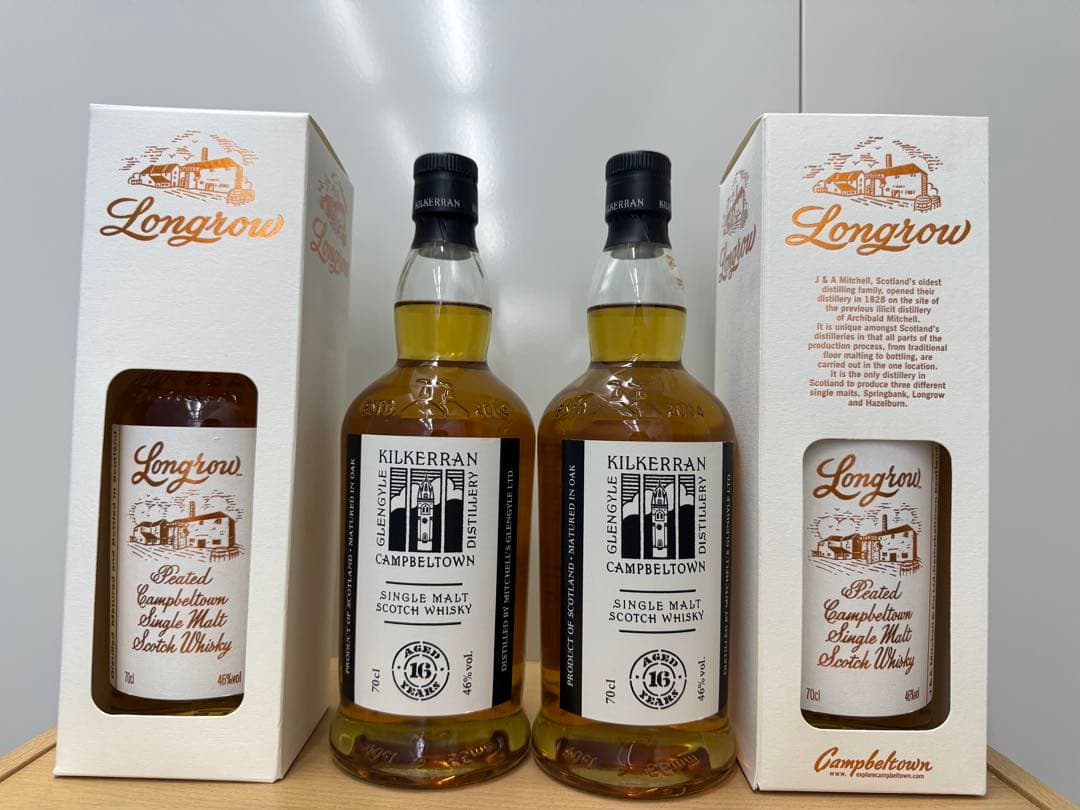 Longrow
Longrow
Longrow
Peated
Campbeltown
Single Malt
Scotch Whisky
70cl
46%vol
KILKERRAN
ESTD 2004
KILKERRAN
GLENGYLE
DISTILLERY
CAMPBELTOWN
SINGLE MALT
SCOTCH WHISKY
AGED
16
YEARS
70cl
46% vol.
PRODUCT OF SCOTLAND • MATURED IN OAK
DISTILLED BY MITCHELL'S GLENGYLE LTD
KILKERRAN
ESTD 2004
KILKERRAN
GLENGYLE
DISTILLERY
CAMPBELTOWN
SINGLE MALT
SCOTCH WHISKY
AGED
16
YEARS
70cl
46% vol.
PRODUCT OF SCOTLAND • MATURED IN OAK
DISTILLED BY MITCHELL'S GLENGYLE LTD
Longrow
Longrow
J & A Mitchell, Scotland's oldest
distilling family, opened their
distillery in 1828 on the site of
the previous illicit distillery
of Archibald Mitchell.
It is unique amongst Scotland's
distilleries in that all parts of the
production process, from traditional
floor malting to bottling, are
carried out in the one location.
It is the only distillery in
Scotland to produce three different
single malts, Springbank, Longrow
and Hazelburn.
Longrow
Peated
Campbeltown
Single Malt
Scotch Whisky
70cl
46%vol
Campbeltown
www. explorecampbeltown.com